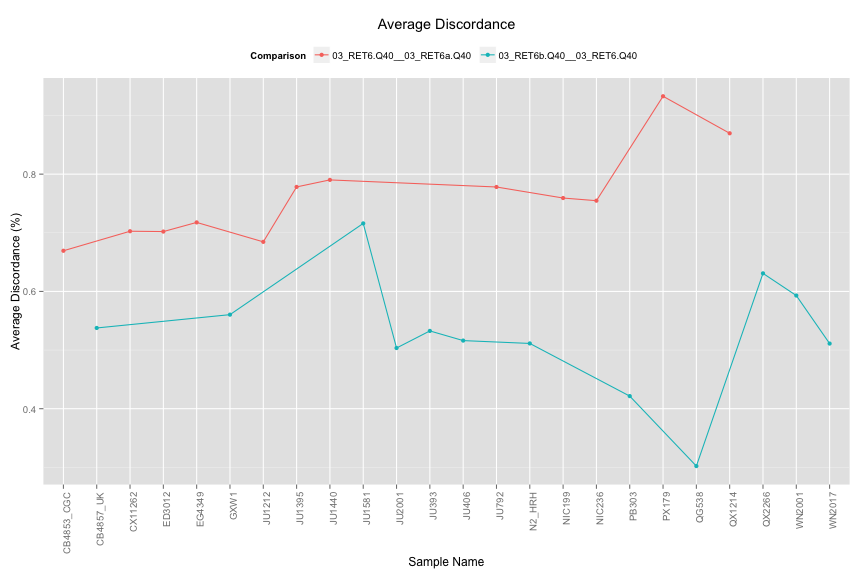 Average Discordance
Comparison 03_RET6.Q40__03_RET6a.Q40 03_RET6b.Q40__03_RET6.Q40
Average Discordance (%)
0.8
0.6
0.4
CB4853_CGC
CB4857_UK
CX11262
ED3012
EG4349
GXW1
JU1212
JU1395
JU1440
JU1581
JU2001
JU393
JU406
JU792
N2_HRH
NIC199
NIC236
PB303
PX179
QG538
QX1214
QX2266
WN2001
WN2017
Sample Name